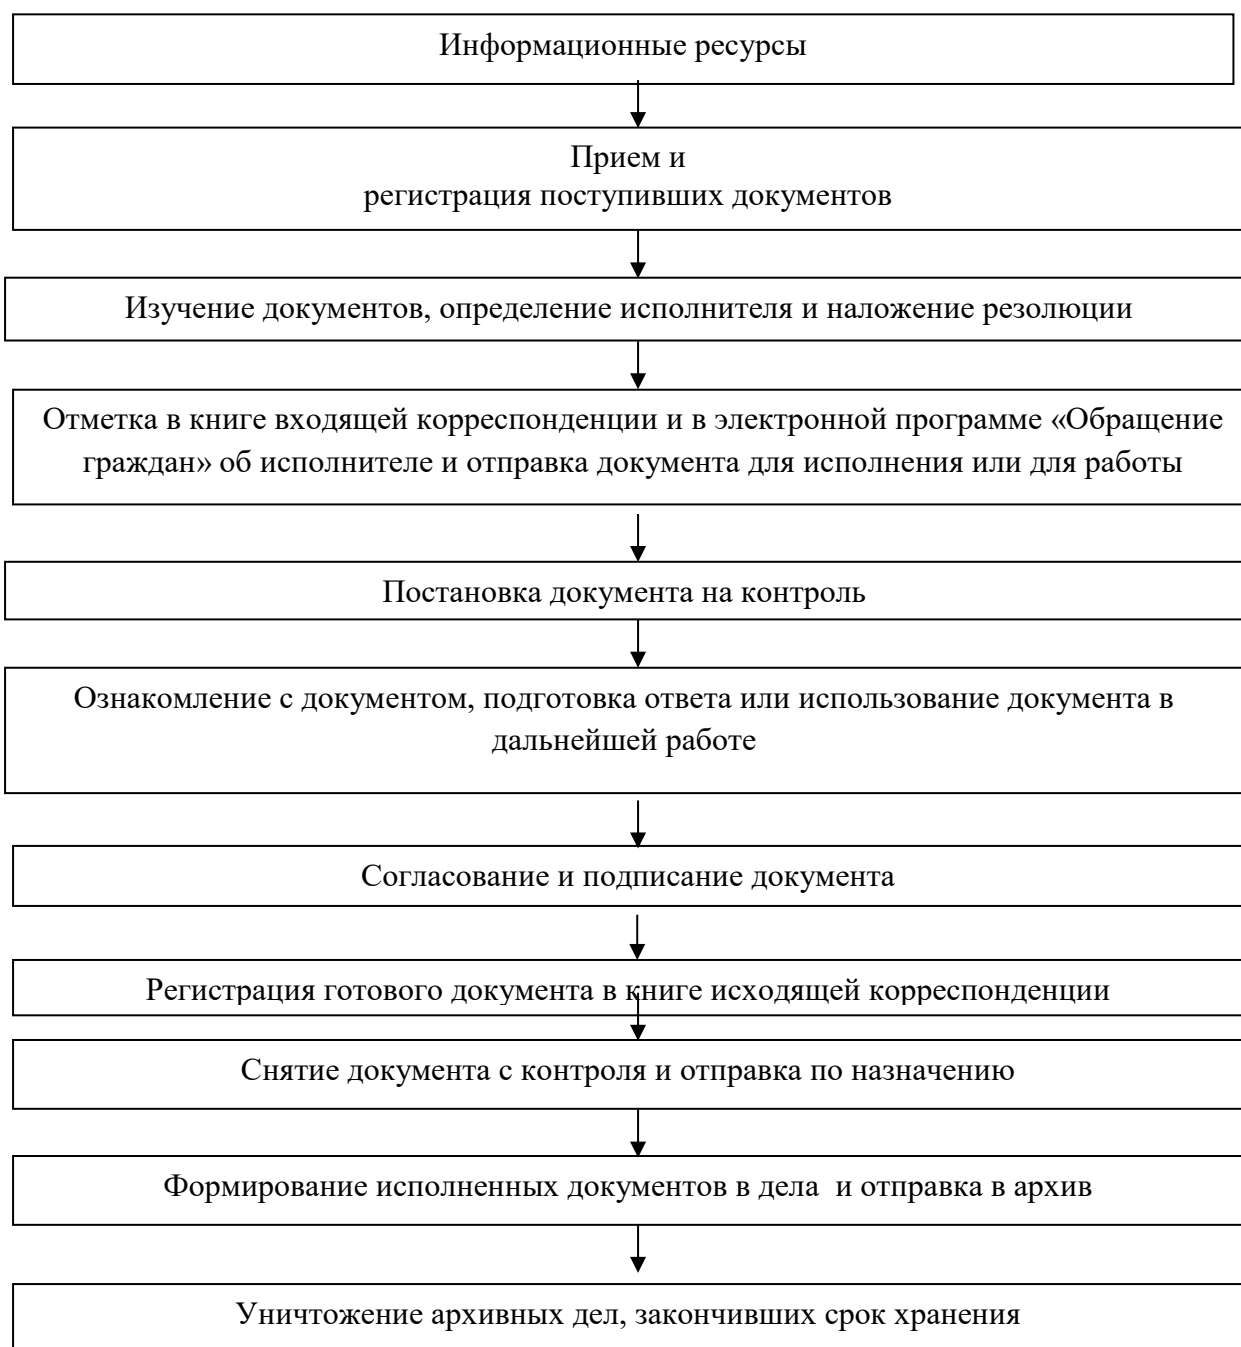 Информационные ресурсы
Прием и
регистрация поступивших документов
Изучение документов, определение исполнителя и наложение резолюции
Отметка в книге входящей корреспонденции и в электронной программе «Обращение
граждан» об исполнителе и отправка документа для исполнения или для работы
Постановка документа на контроль
Ознакомление с документом, подготовка ответа или использование документа в
дальнейшей работе
Согласование и подписание документа
Регистрация готового документа в книге исходящей корреспонденции
Снятие документа с контроля и отправка по назначению
Формирование исполненных документов в дела  и отправка в архив
Уничтожение архивных дел, закончивших срок хранения